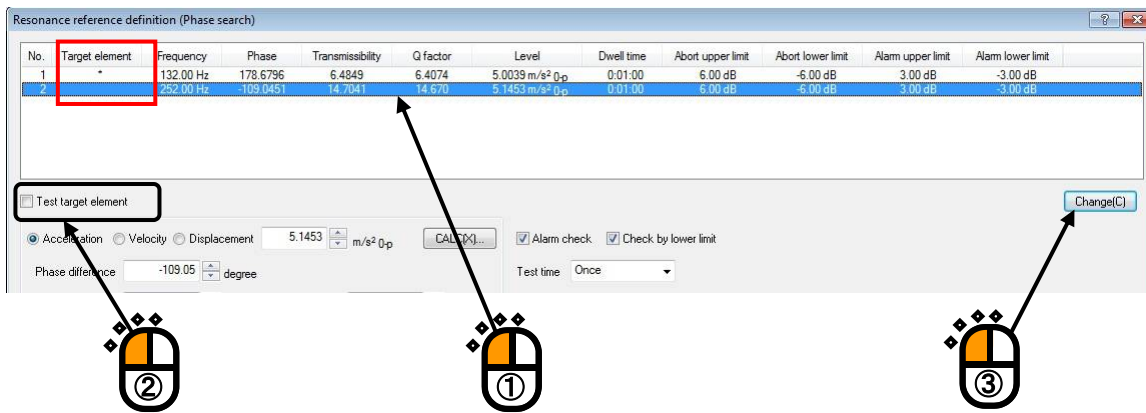 Resonance reference definition (Phase search)
No. Target element Frequency Phase Transmissibility Q factor Level Dwell time Abort upper limit Abort lower limit Alarm upper limit Alarm lower limit
1 * 132.00 Hz 178.6796 6.4849 6.4074 5.0039 m/s² 0-p 0:01:00 6.00 dB -6.00 dB 3.00 dB -3.00 dB
2 252.00 Hz -109.0451 14.7041 14.670 5.1453 m/s² 0-p 0:01:00 6.00 dB -6.00 dB 3.00 dB -3.00 dB
Test target element Change(C)
Acceleration Velocity Displacement 5.1453 m/s² 0-p CALC(X)... Alarm check Check by lower limit
Phase difference -109.05 degree Test time Once
② ① ③